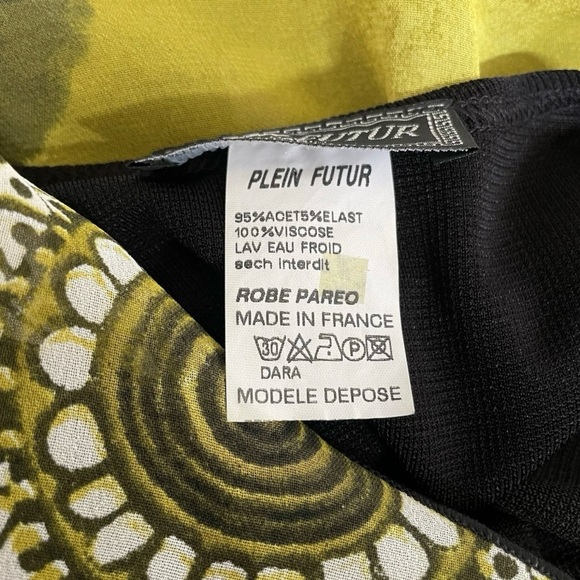 FUTUR
PLEIN FUTUR
95%ACET5%ELAST
100%VISCOSE
LAV EAU FROID
sech interdit
ROBE PAREO
MADE IN FRANCE
30 P
DARA
MODELE DEPOSE